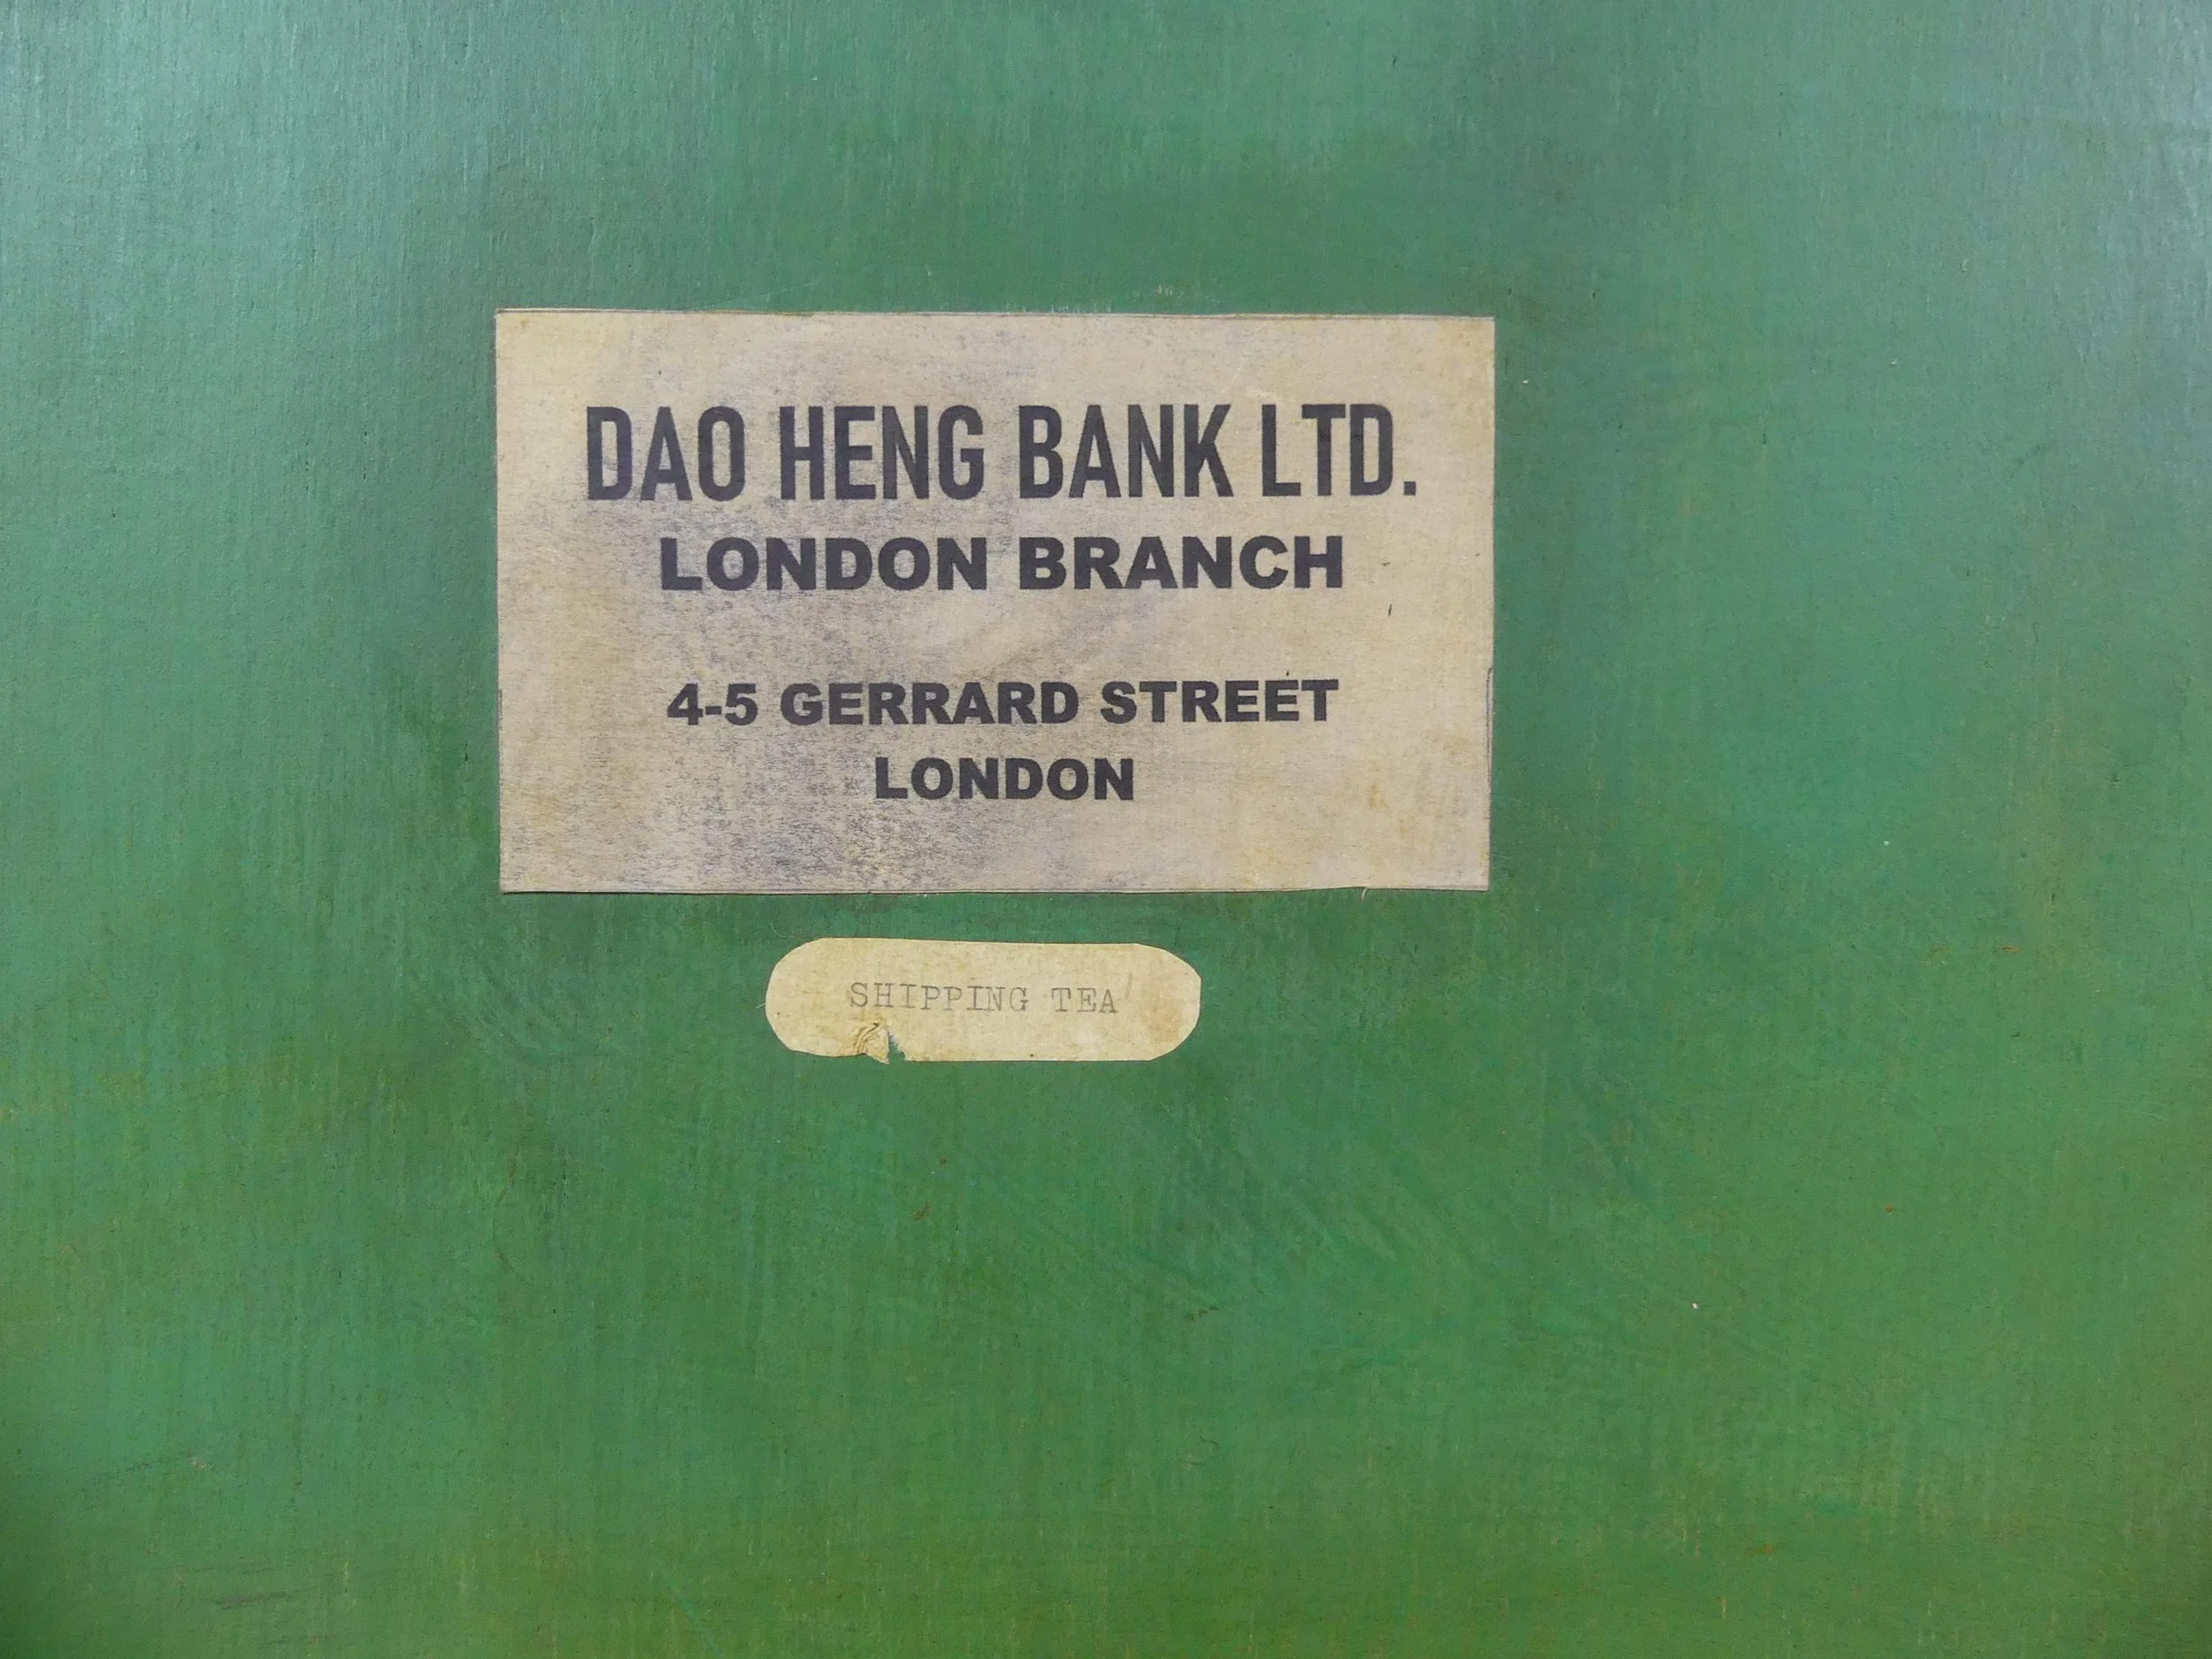 DAO HENG BANK LTD.
LONDON BRANCH
4-5 GERRARD STREET
LONDON
SHIPPING TEA